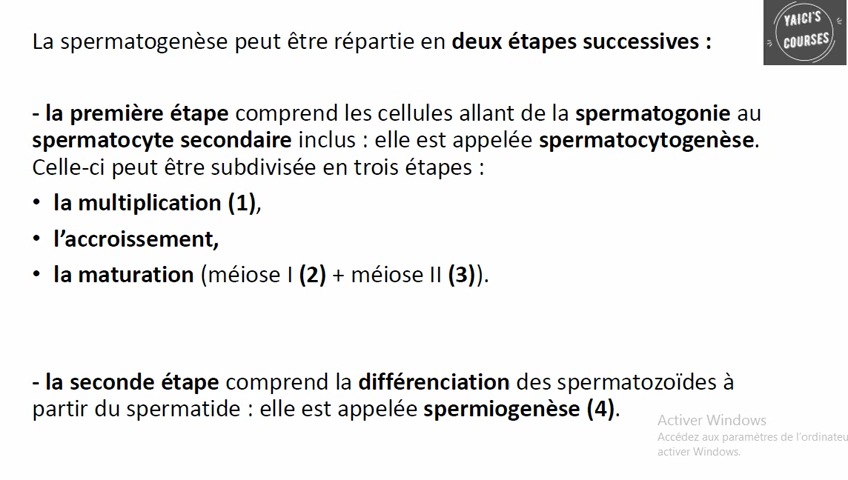 YAICI'S
COURSES
La spermatogenèse peut être répartie en deux étapes successives :
- la première étape comprend les cellules allant de la spermatogonie au
spermatocyte secondaire inclus : elle est appelée spermatocytogenèse.
Celle-ci peut être subdivisée en trois étapes :
• la multiplication (1),
• l'accroissement,
• la maturation (méiose I (2) + méiose II (3)).
- la seconde étape comprend la différenciation des spermatozoïdes à
partir du spermatide : elle est appelée spermiogenèse (4).
Activer Windows
Accédez aux paramètres de l'ordinateu
activer Windows.